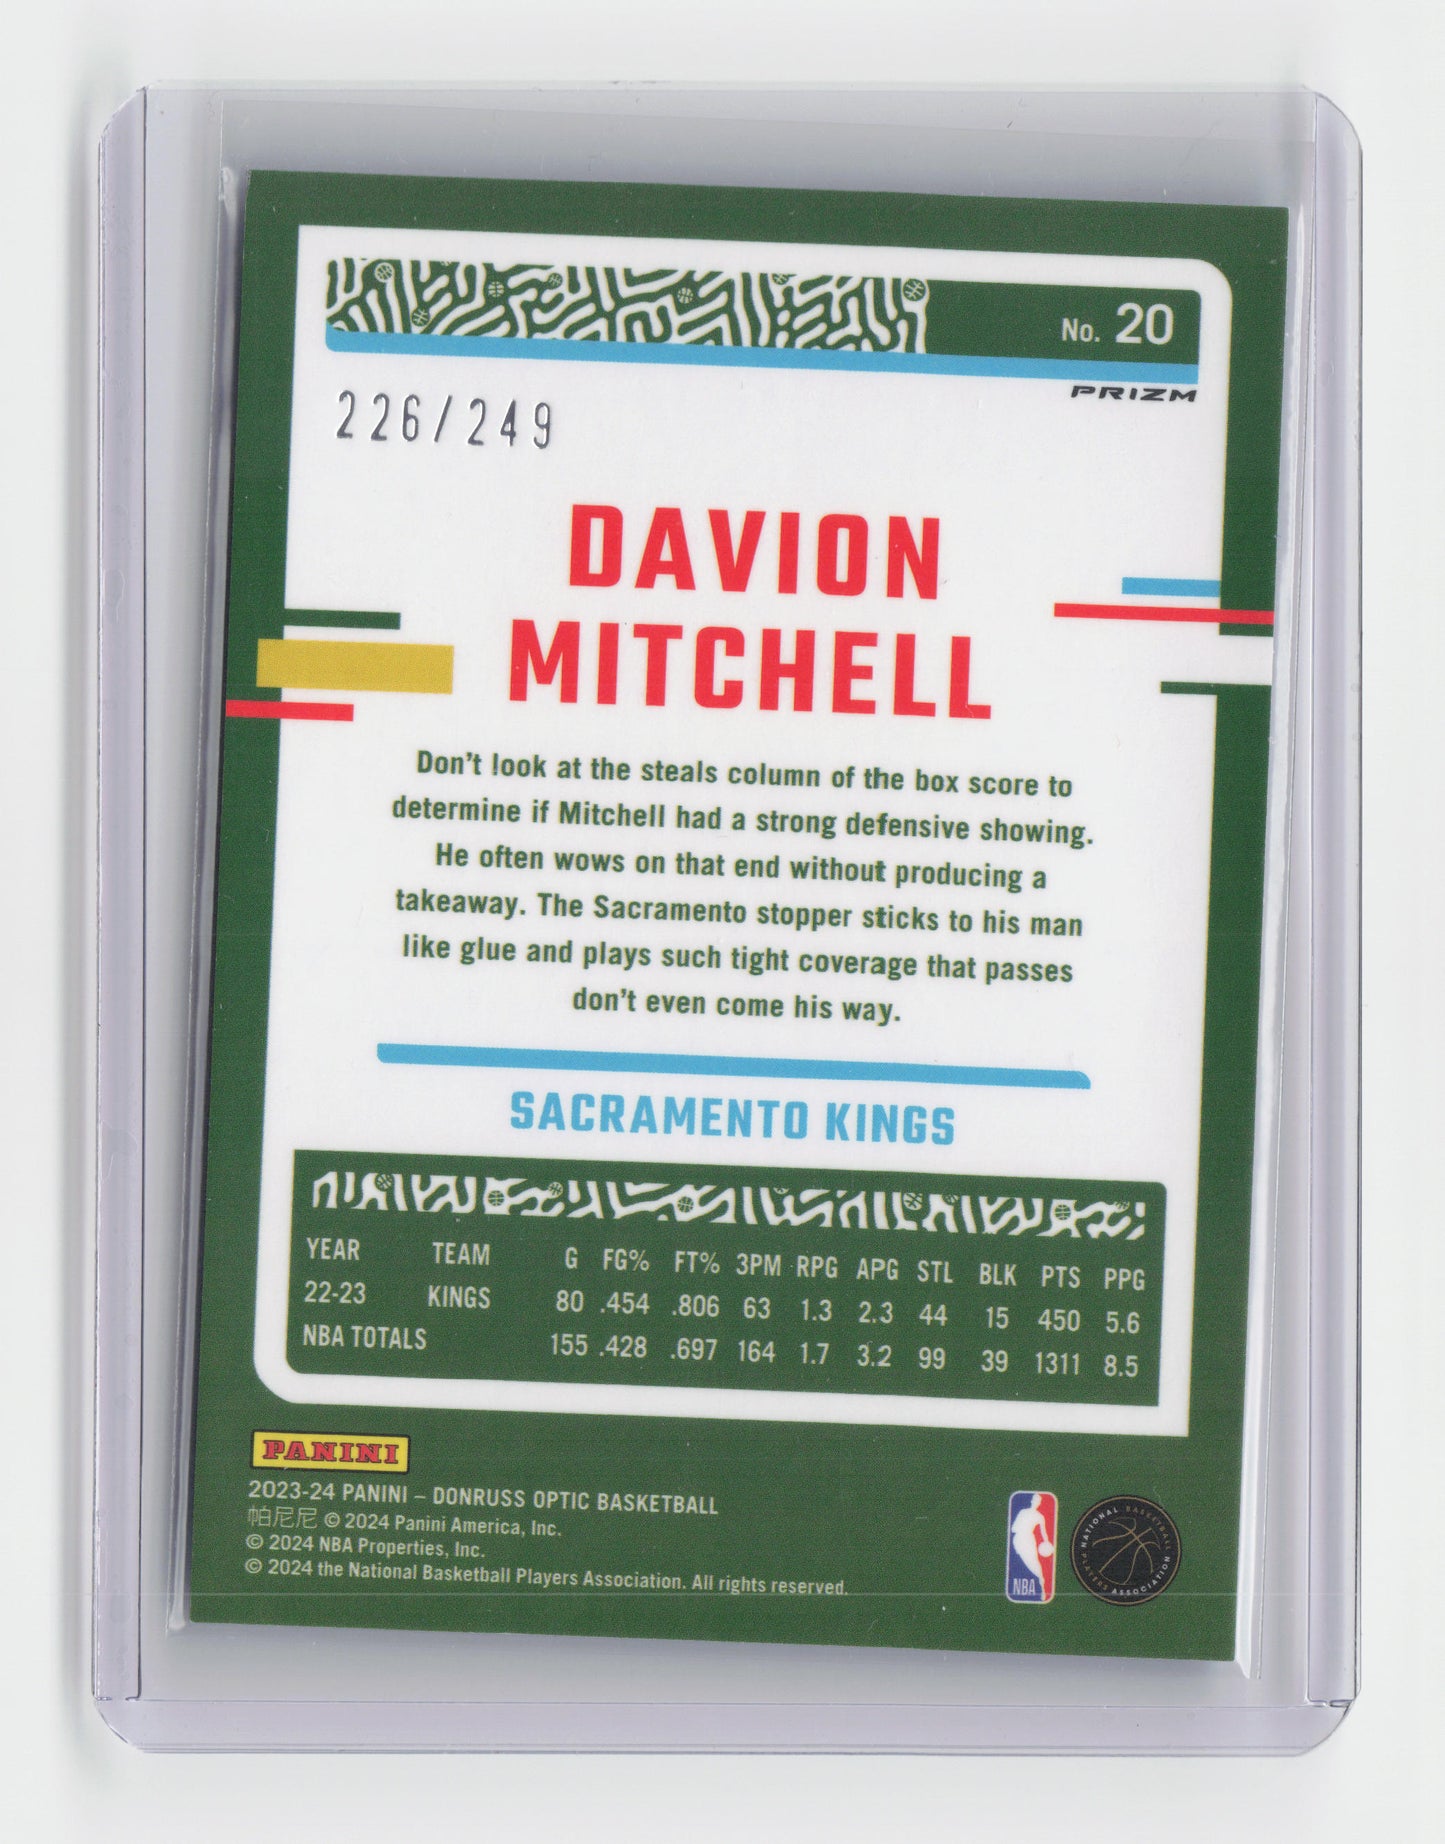 No. 20
PRIZM
226/249
DAVION
MITCHELL
Don't look at the steals column of the box score to
determine if Mitchell had a strong defensive showing.
He often wows on that end without producing a
takeaway. The Sacramento stopper sticks to his man
like glue and plays such tight coverage that passes
don't even come his way.
SACRAMENTO KINGS
YEAR TEAM G FG% FT% 3PM RPG APG STL BLK PTS PPG
22-23 KINGS 80 .454 .806 63 1.3 2.3 44 15 450 5.6
NBA TOTALS 155 .428 .697 164 1.7 3.2 99 39 1311 8.5
PANINI
2023-24 PANINI – DONRUSS OPTIC BASKETBALL
帕尼尼 © 2024 Panini America, Inc.
© 2024 NBA Properties, Inc.
© 2024 the National Basketball Players Association. All rights reserved.
NBA
NATIONAL BASKETBALL PLAYERS ASSOCIATION